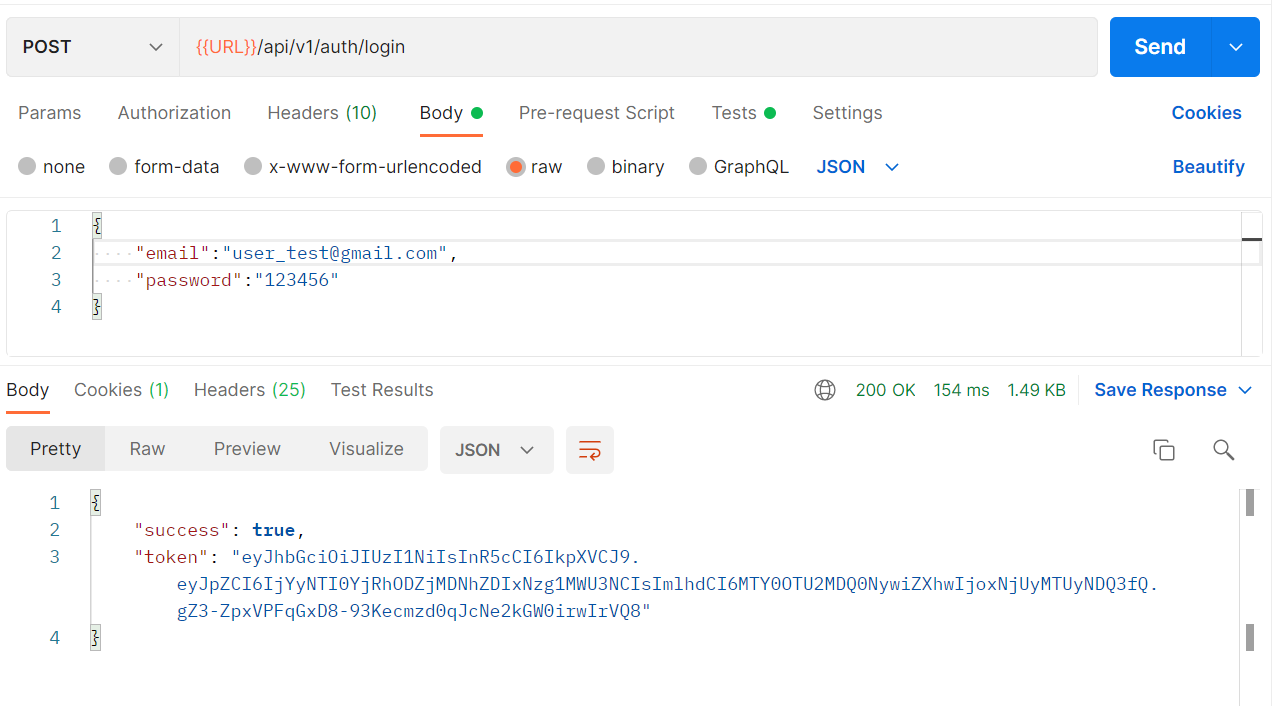 POST {{URL}}/api/v1/auth/login Send
Params Authorization Headers (10) Body Pre-request Script Tests Settings Cookies
none form-data x-www-form-urlencoded raw binary GraphQL JSON Beautify
1 {
2 "email":"user_test@gmail.com",
3 "password":"123456"
4 }
Body Cookies (1) Headers (25) Test Results 200 OK 154 ms 1.49 KB Save Response
Pretty Raw Preview Visualize JSON
1 {
2 "success": true,
3 "token": "eyJhbGciOiJIUzI1NiIsInR5cCI6IkpXVCJ9.
eyJpZCI6IjYyNTI0YjRhODZjMDNhZDIxNzg1MWU3NCIsImlhdCI6MTY0OTU2MDQ0NywiZXhwIjoxNjUyMTUyNDQ3fQ.
gZ3-ZpxVPFqGxD8-93Kecmzd0qJcNe2kGW0irwIrVQ8"
4 }